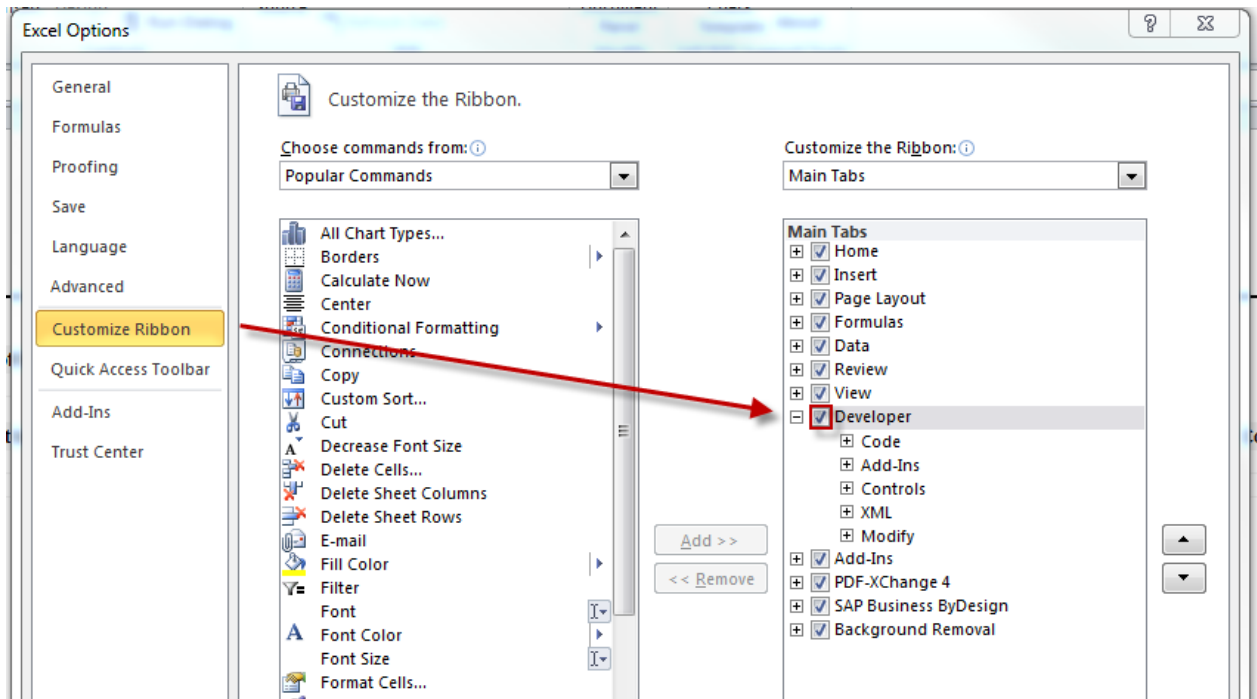 Excel Options
General
Formulas
Proofing
Save
Language
Advanced
Customize Ribbon
Quick Access Toolbar
Add-Ins
Trust Center
Customize the Ribbon.
Choose commands from:
Popular Commands
All Chart Types...
Borders
Calculate Now
Center
Conditional Formatting
Connections
Copy
Custom Sort...
Cut
Decrease Font Size
Delete Cells...
Delete Sheet Columns
Delete Sheet Rows
E-mail
Fill Color
Filter
Font
Font Color
Font Size
Format Cells...
Add >>
<< Remove
Customize the Ribbon:
Main Tabs
Main Tabs
Home
Insert
Page Layout
Formulas
Data
Review
View
Developer
Code
Add-Ins
Controls
XML
Modify
Add-Ins
PDF-XChange 4
SAP Business ByDesign
Background Removal